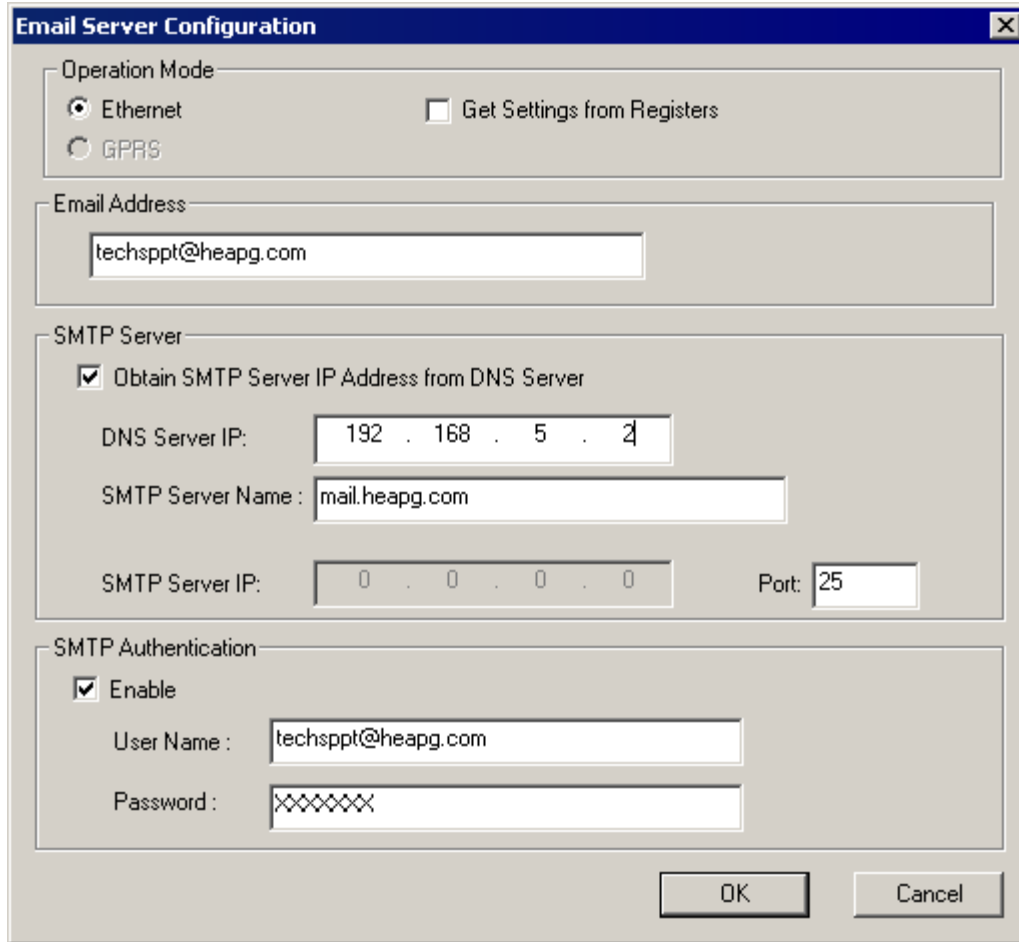 Email Server Configuration
Operation Mode
Ethernet
Get Settings from Registers
GPRS
Email Address
techsppt@heapg.com
SMTP Server
Obtain SMTP Server IP Address from DNS Server
DNS Server IP: 192 . 168 . 5 . 2
SMTP Server Name : mail.heapg.com
SMTP Server IP: 0 . 0 . 0 . 0 Port: 25
SMTP Authentication
Enable
User Name : techsppt@heapg.com
Password : XXXXXXX
OK Cancel